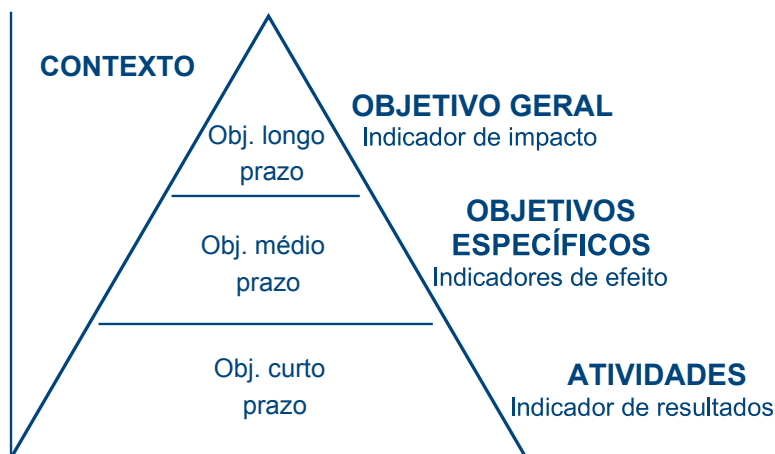 CONTEXTO
OBJETIVO GERAL
Indicador de impacto
Obj. longo
prazo
OBJETIVOS
ESPECÍFICOS
Indicadores de efeito
Obj. médio
prazo
ATIVIDADES
Indicador de resultados
Obj. curto
prazo